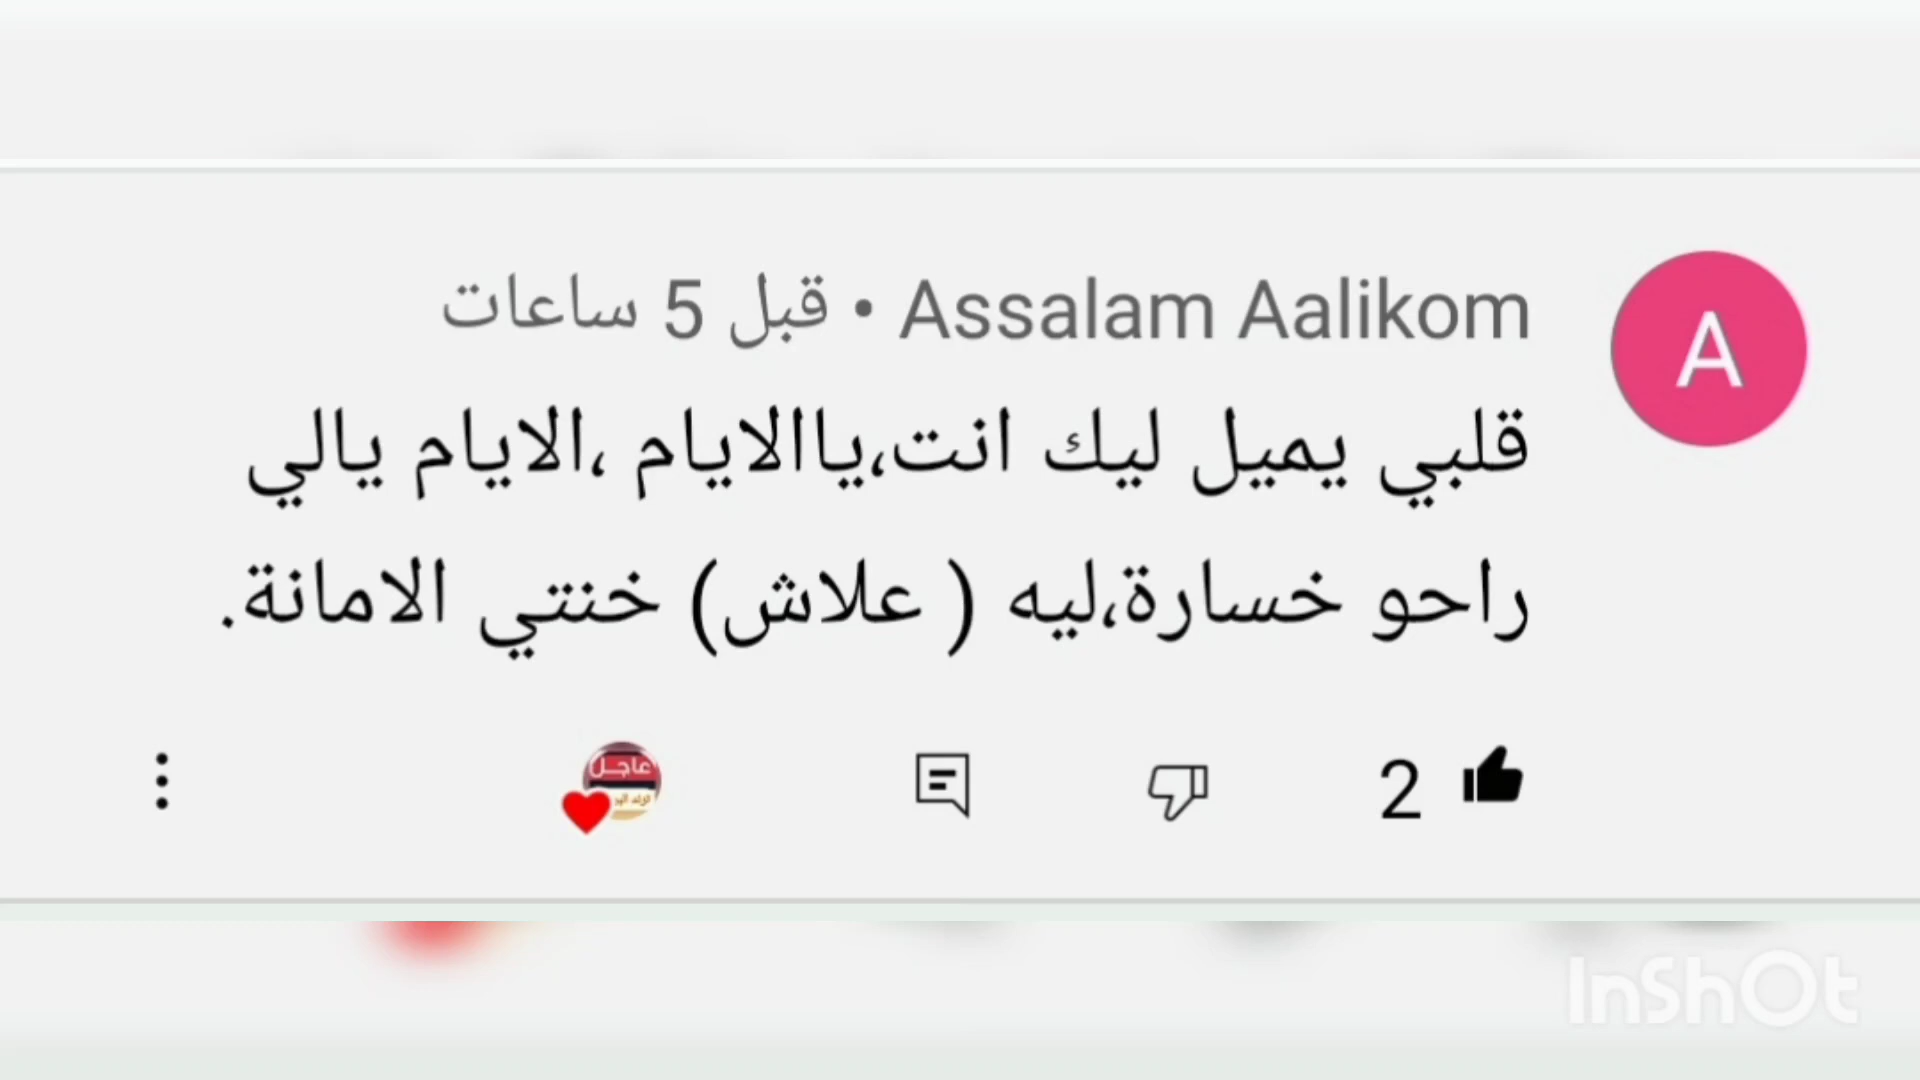 Assalam Aalikom • قبل 5 ساعات
A
قلبي يميل ليك انت،ياالايام ،الايام يالي
راحو خسارة،ليه ( علاش) خنتي الامانة.
2
عاجل
InShOt